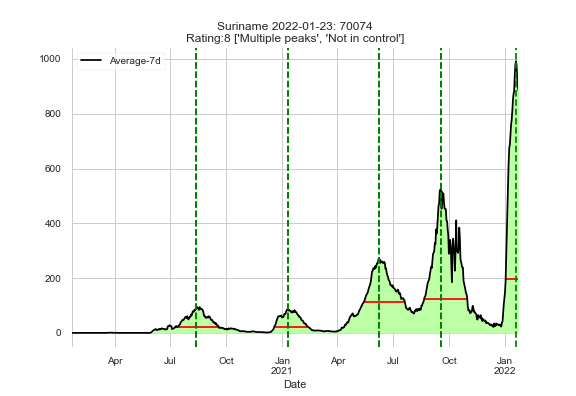 Suriname 2022-01-23: 70074
Rating:8 ['Multiple peaks', 'Not in control']
Average-7d
1000
800
600
400
200
0
Apr Jul Oct Jan Apr Jul Oct Jan
2021 2022
Date